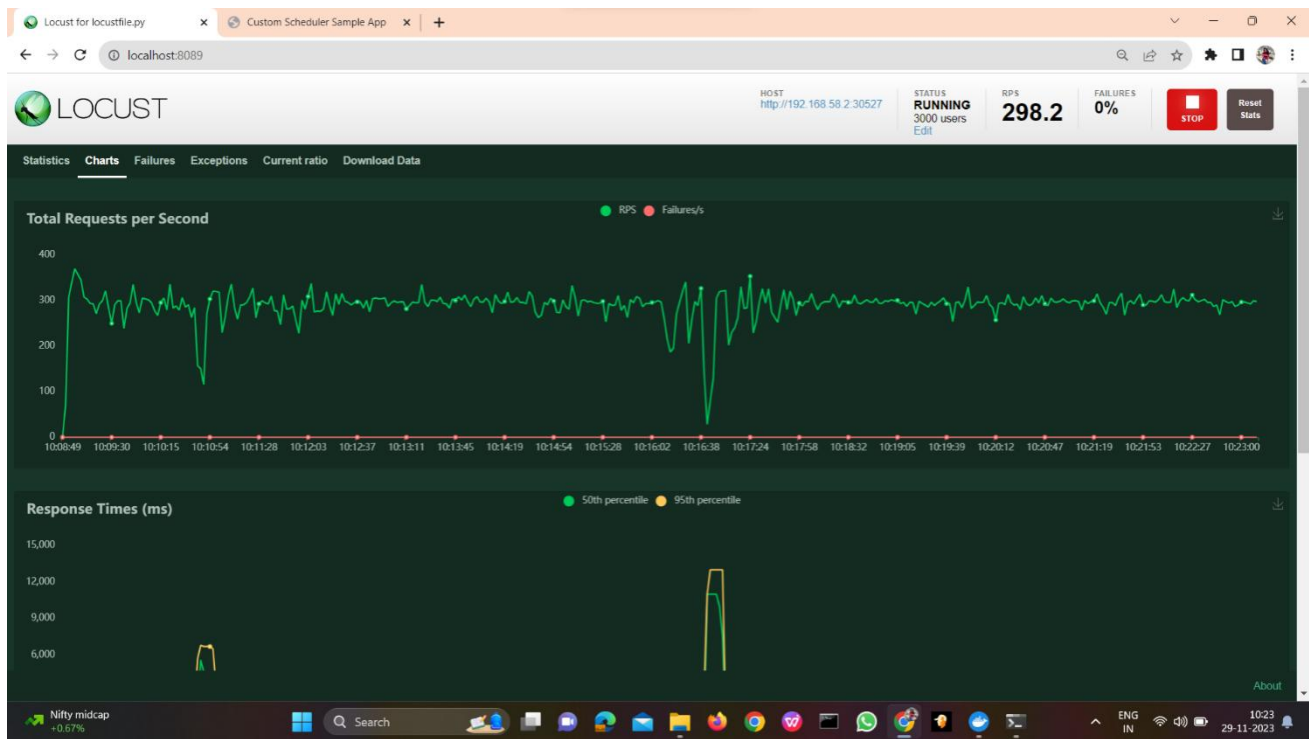 Locust for locustfile.py
Custom Scheduler Sample App
localhost:8089
LOCUST
HOST
http://192.168.58.2:30527
STATUS
RUNNING
3000 users
Edit
RPS
298.2
FAILURES
0%
STOP
Reset
Stats
Statistics Charts Failures Exceptions Current ratio Download Data
Total Requests per Second
RPS Failures/s
400
300
200
100
0
10:08:49 10:09:30 10:10:15 10:10:54 10:11:28 10:12:03 10:12:37 10:13:11 10:13:45 10:14:19 10:14:54 10:15:28 10:16:02 10:16:38 10:17:24 10:17:58 10:18:32 10:19:05 10:19:39 10:20:12 10:20:47 10:21:19 10:21:53 10:22:27 10:23:00
Response Times (ms)
50th percentile 95th percentile
15,000
12,000
9,000
6,000
About
Nifty midcap
+0.67%
Search
ENG
IN
10:23
29-11-2023